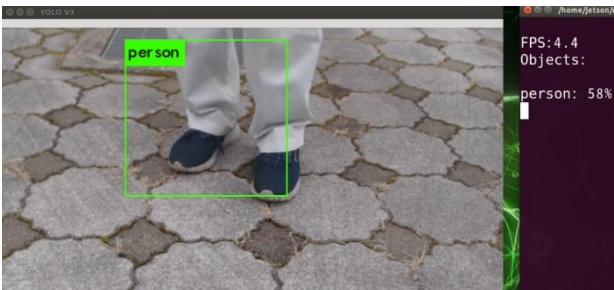 YOLO V3
person
/home/jetson/
FPS:4.4
Objects:
person: 58%